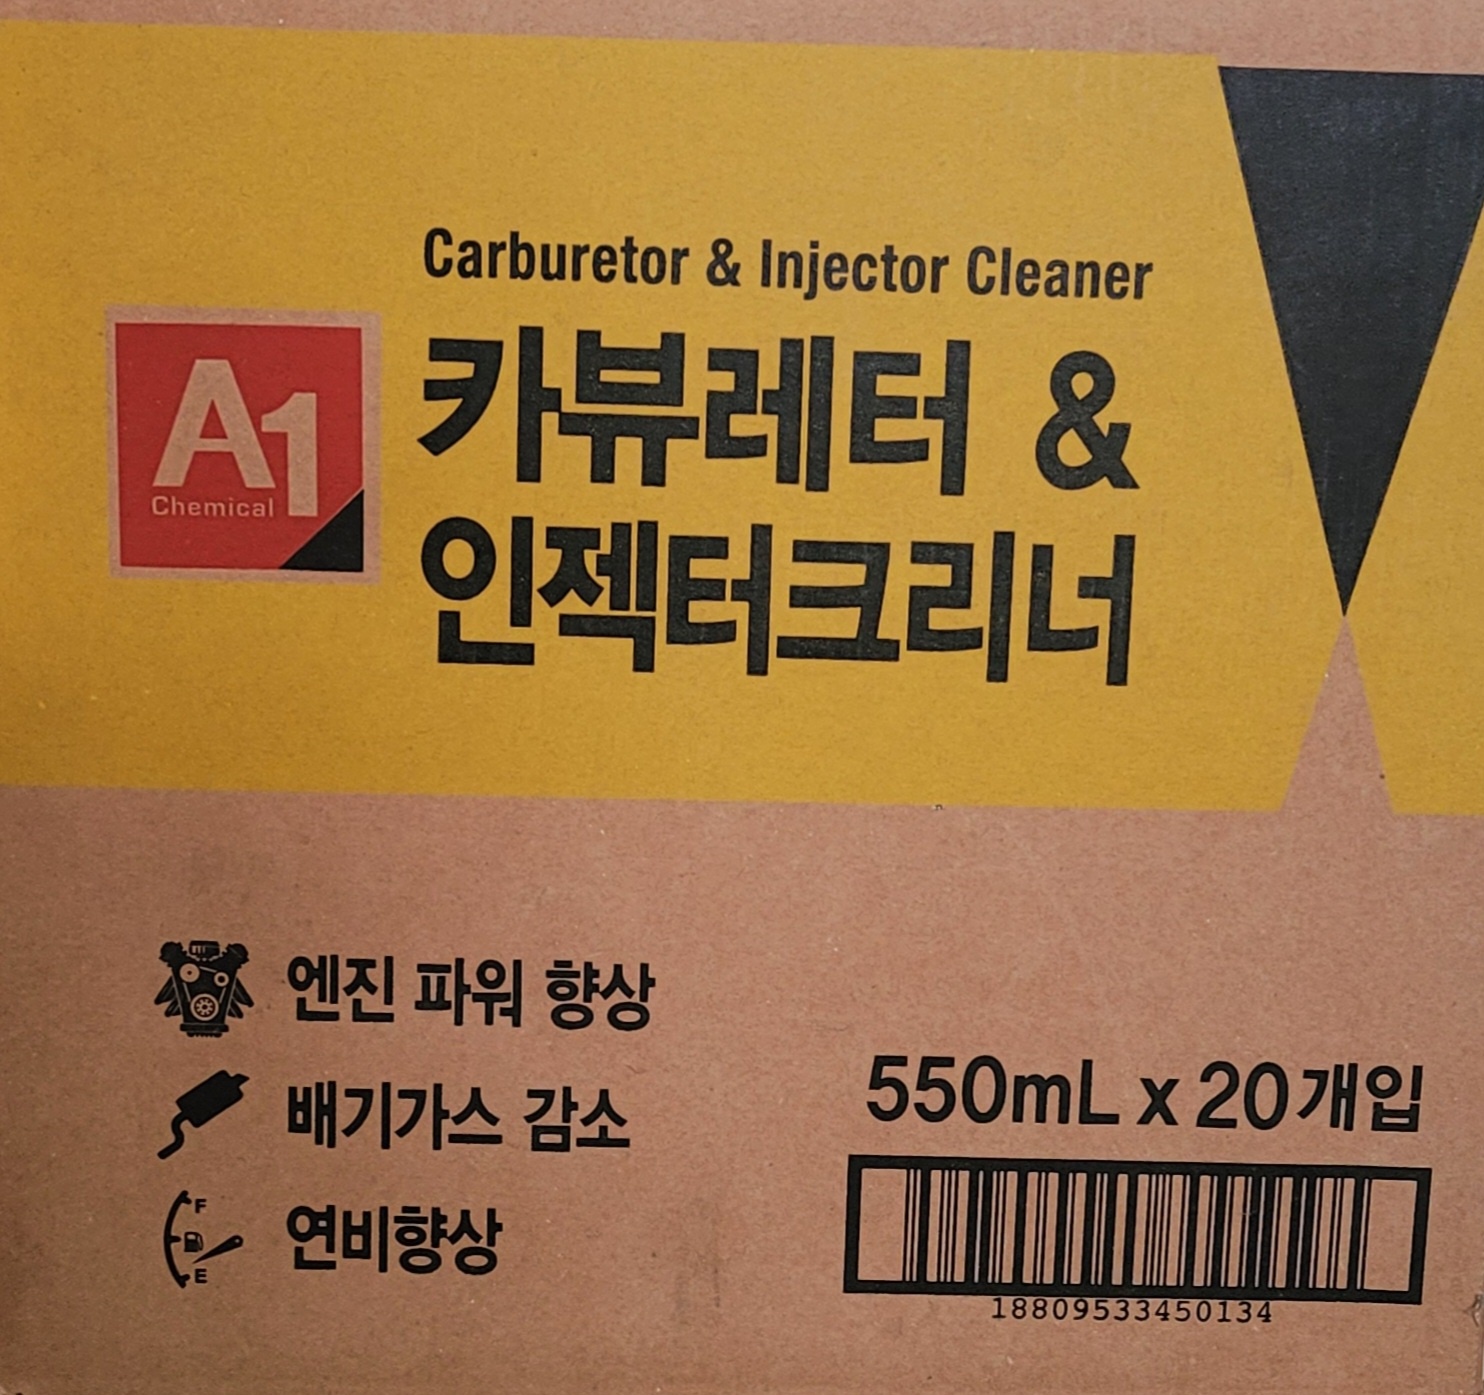 Carburetor & Injector Cleaner
A1
Chemical
카뷰레터 &
인젝터크리너
엔진 파워 향상
배기가스 감소
F
E
연비향상
550mL x 20개입
18809533450134